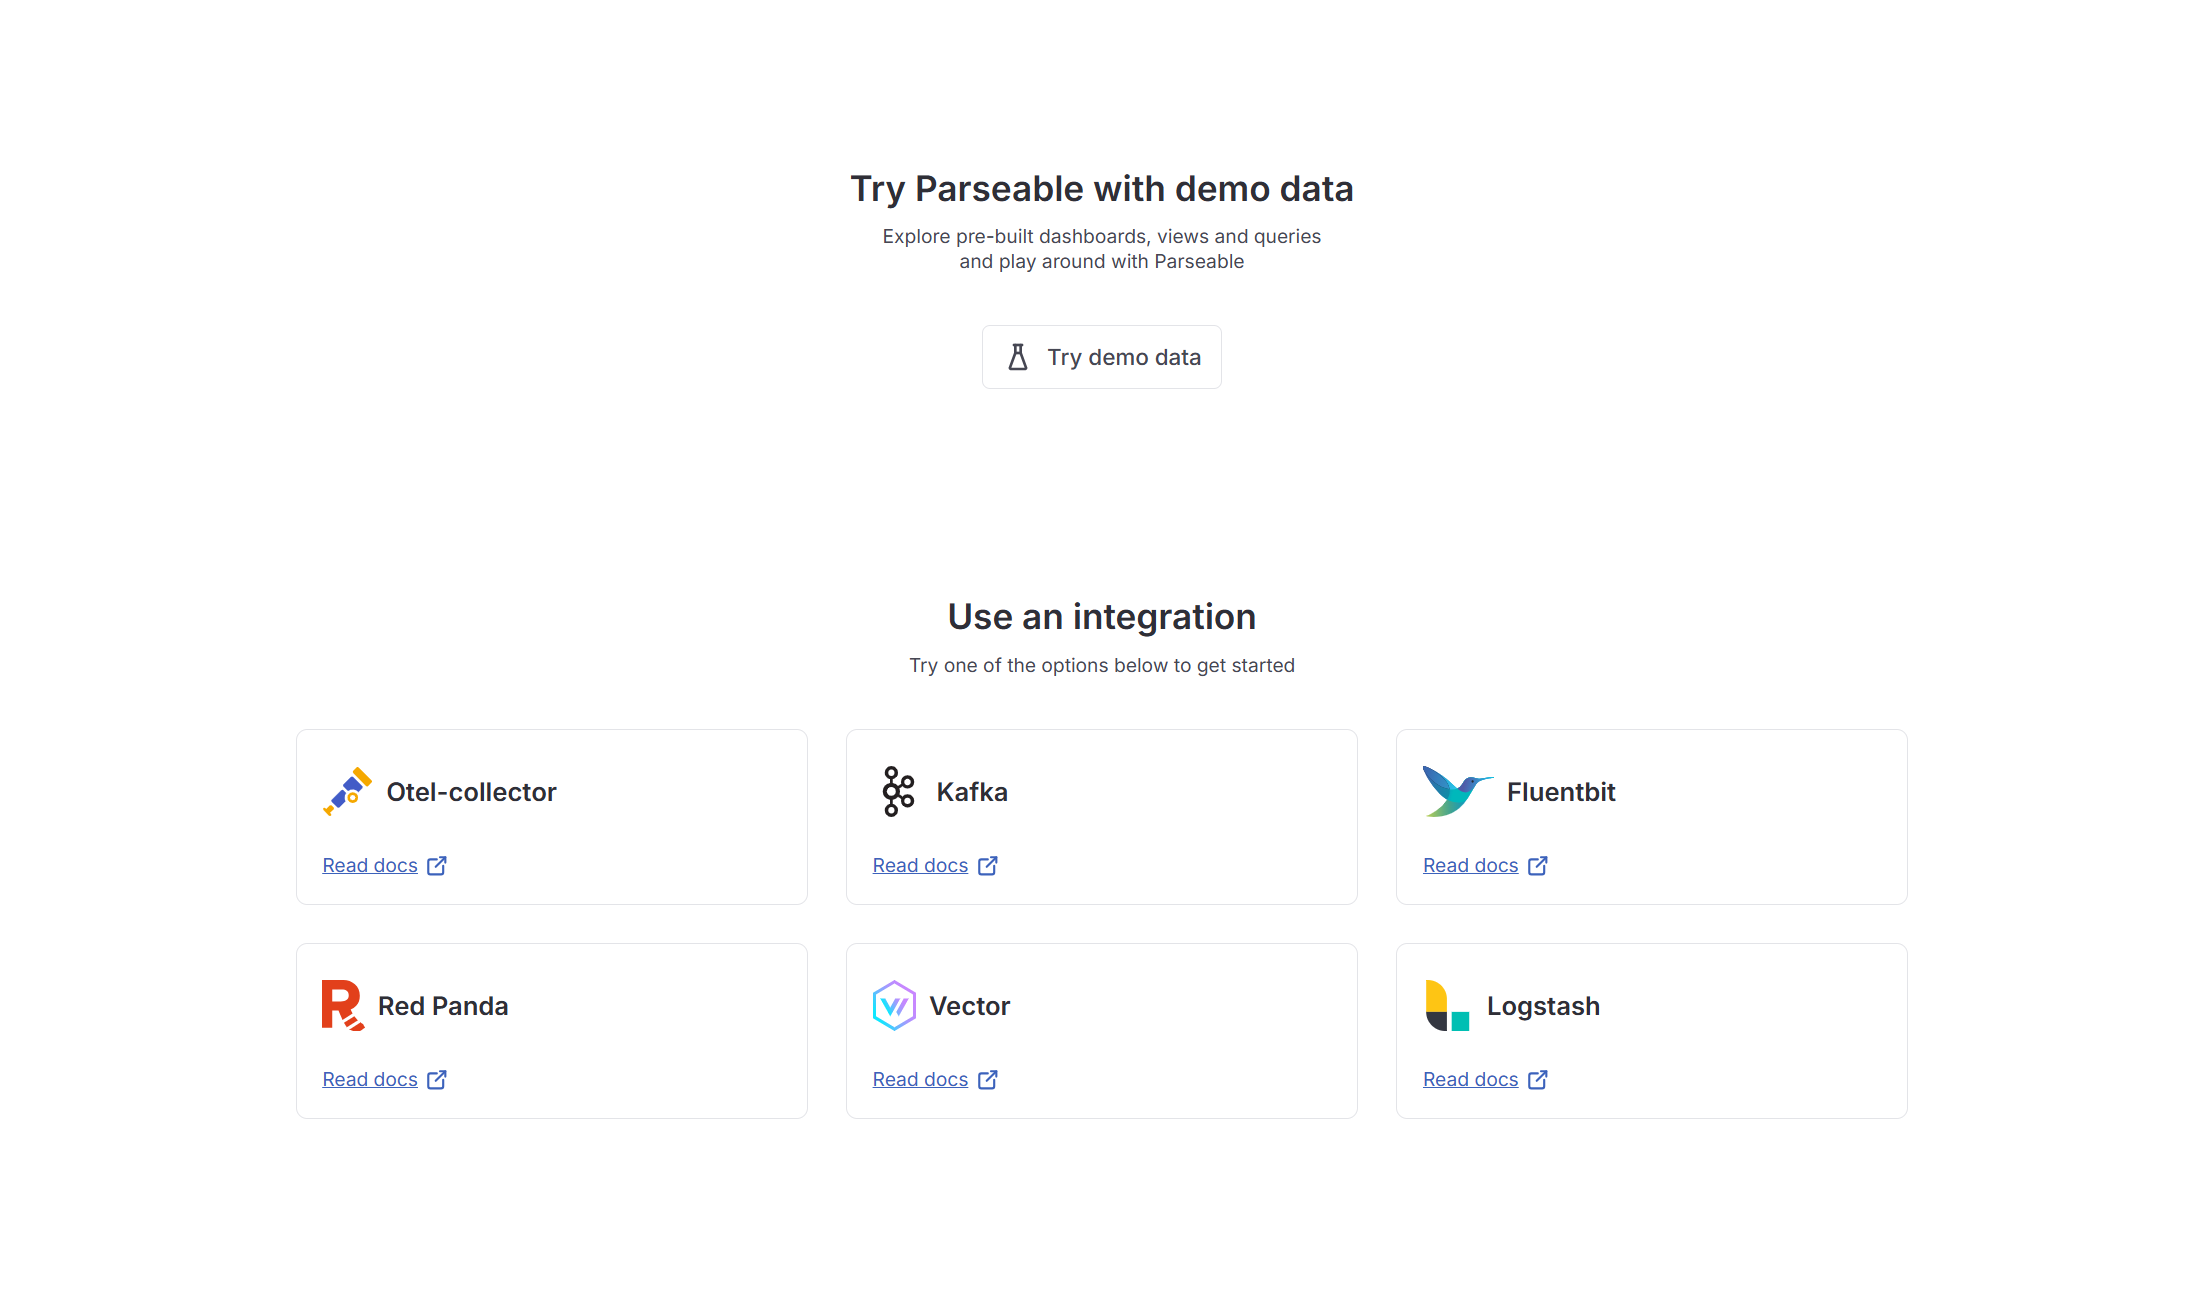 Try Parseable with demo data
Explore pre-built dashboards, views and queries
and play around with Parseable
Try demo data
Use an integration
Try one of the options below to get started
Otel-collector
Read docs
Kafka
Read docs
Fluentbit
Read docs
Red Panda
Read docs
Vector
Read docs
Logstash
Read docs